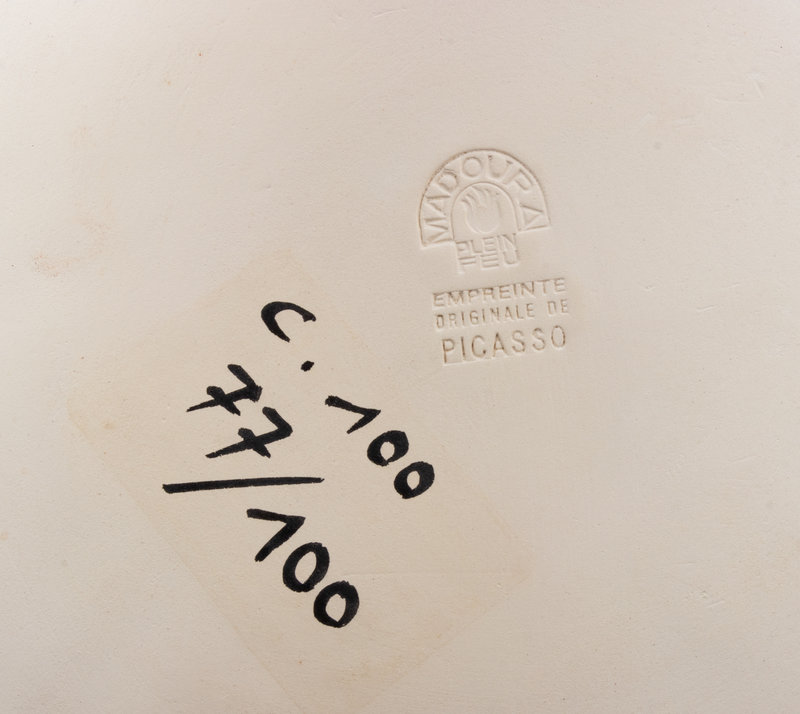 MADOURA
PLEIN
FEU
EMPREINTE
ORIGINALE DE
PICASSO
C. 100
77/100